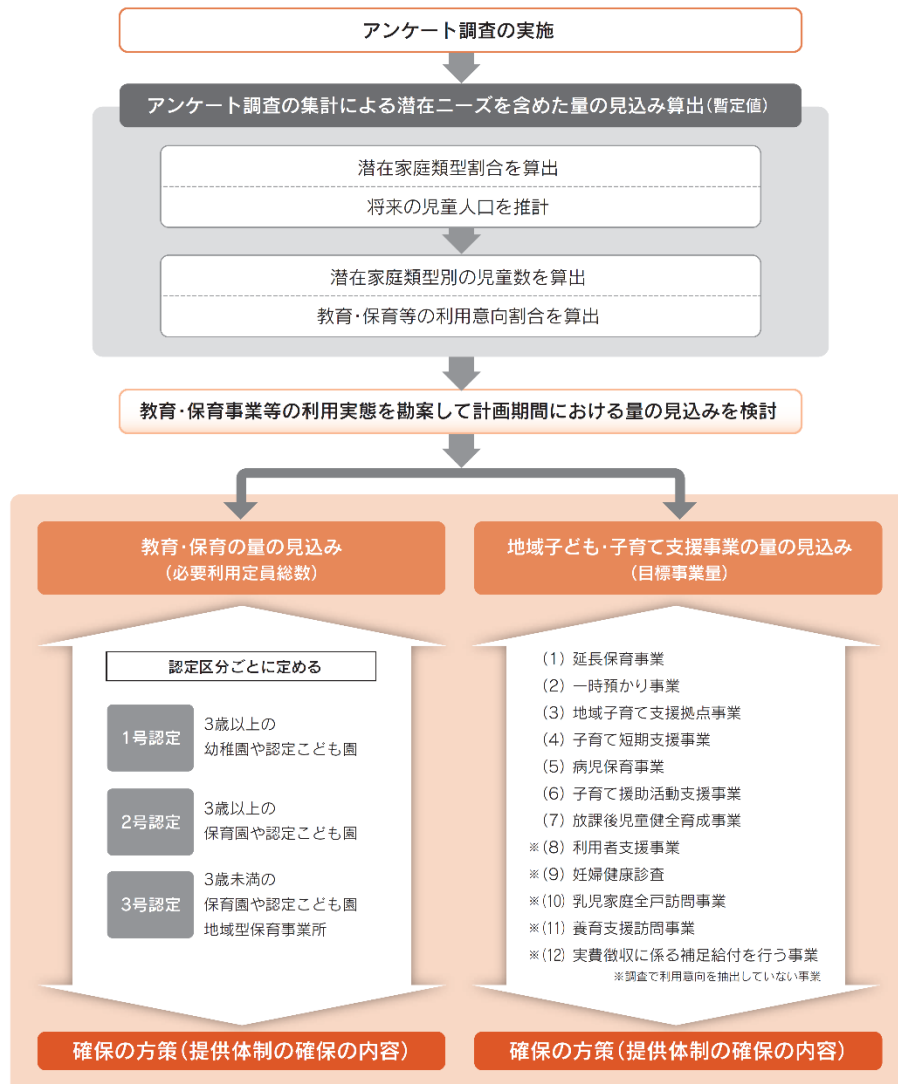 アンケート調査の実施
アンケート調査の集計による潜在ニーズを含めた量の見込み算出(暫定値)
潜在家庭類型割合を算出
将来の児童人口を推計
潜在家庭類型別の児童数を算出
教育・保育等の利用意向割合を算出
教育・保育事業等の利用実態を勘案して計画期間における量の見込みを検討
教育・保育の量の見込み
(必要利用定員総数)
認定区分ごとに定める
1号認定
3歳以上の
幼稚園や認定こども園
2号認定
3歳以上の
保育園や認定こども園
3号認定
3歳未満の
保育園や認定こども園
地域型保育事業所
確保の方策(提供体制の確保の内容)
地域子ども・子育て支援事業の量の見込み
(目標事業量)
(1) 延長保育事業
(2) 一時預かり事業
(3) 地域子育て支援拠点事業
(4) 子育て短期支援事業
(5) 病児保育事業
(6) 子育て援助活動支援事業
(7) 放課後児童健全育成事業
※(8) 利用者支援事業
※(9) 妊婦健康診査
※(10) 乳児家庭全戸訪問事業
※(11) 養育支援訪問事業
※(12) 実費徴収に係る補足給付を行う事業
※調査で利用意向を抽出していない事業
確保の方策(提供体制の確保の内容)